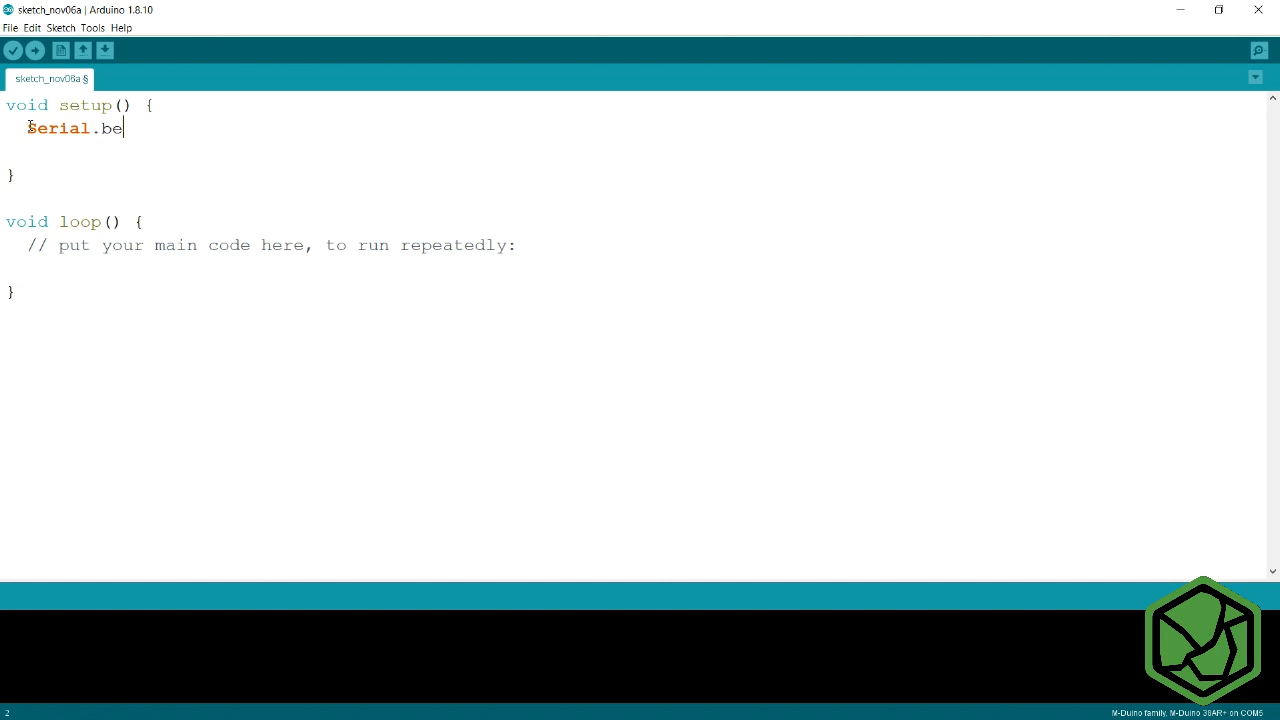 sketch_nov06a | Arduino 1.8.10
File Edit Sketch Tools Help
sketch_nov06a §
void setup() {
  Serial.be

}

void loop() {
  // put your main code here, to run repeatedly:

}
2
M-Duino family, M-Duino 38AR+ on COM5